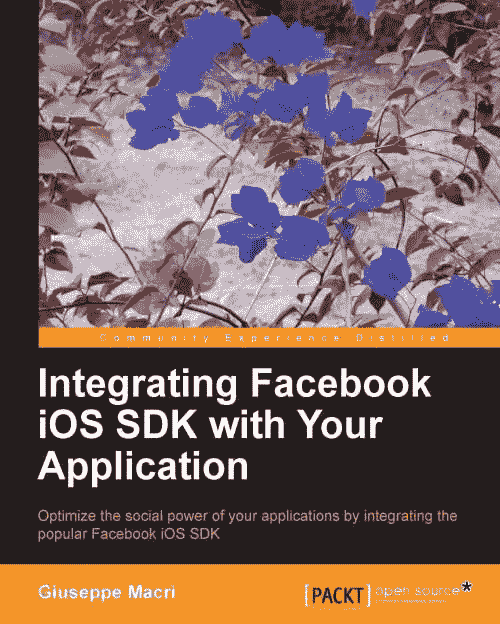 Community Experience Distilled
Integrating Facebook
iOS SDK with Your
Application
Optimize the social power of your applications by integrating the
popular Facebook iOS SDK
Giuseppe Macri
[PACKT] open source*